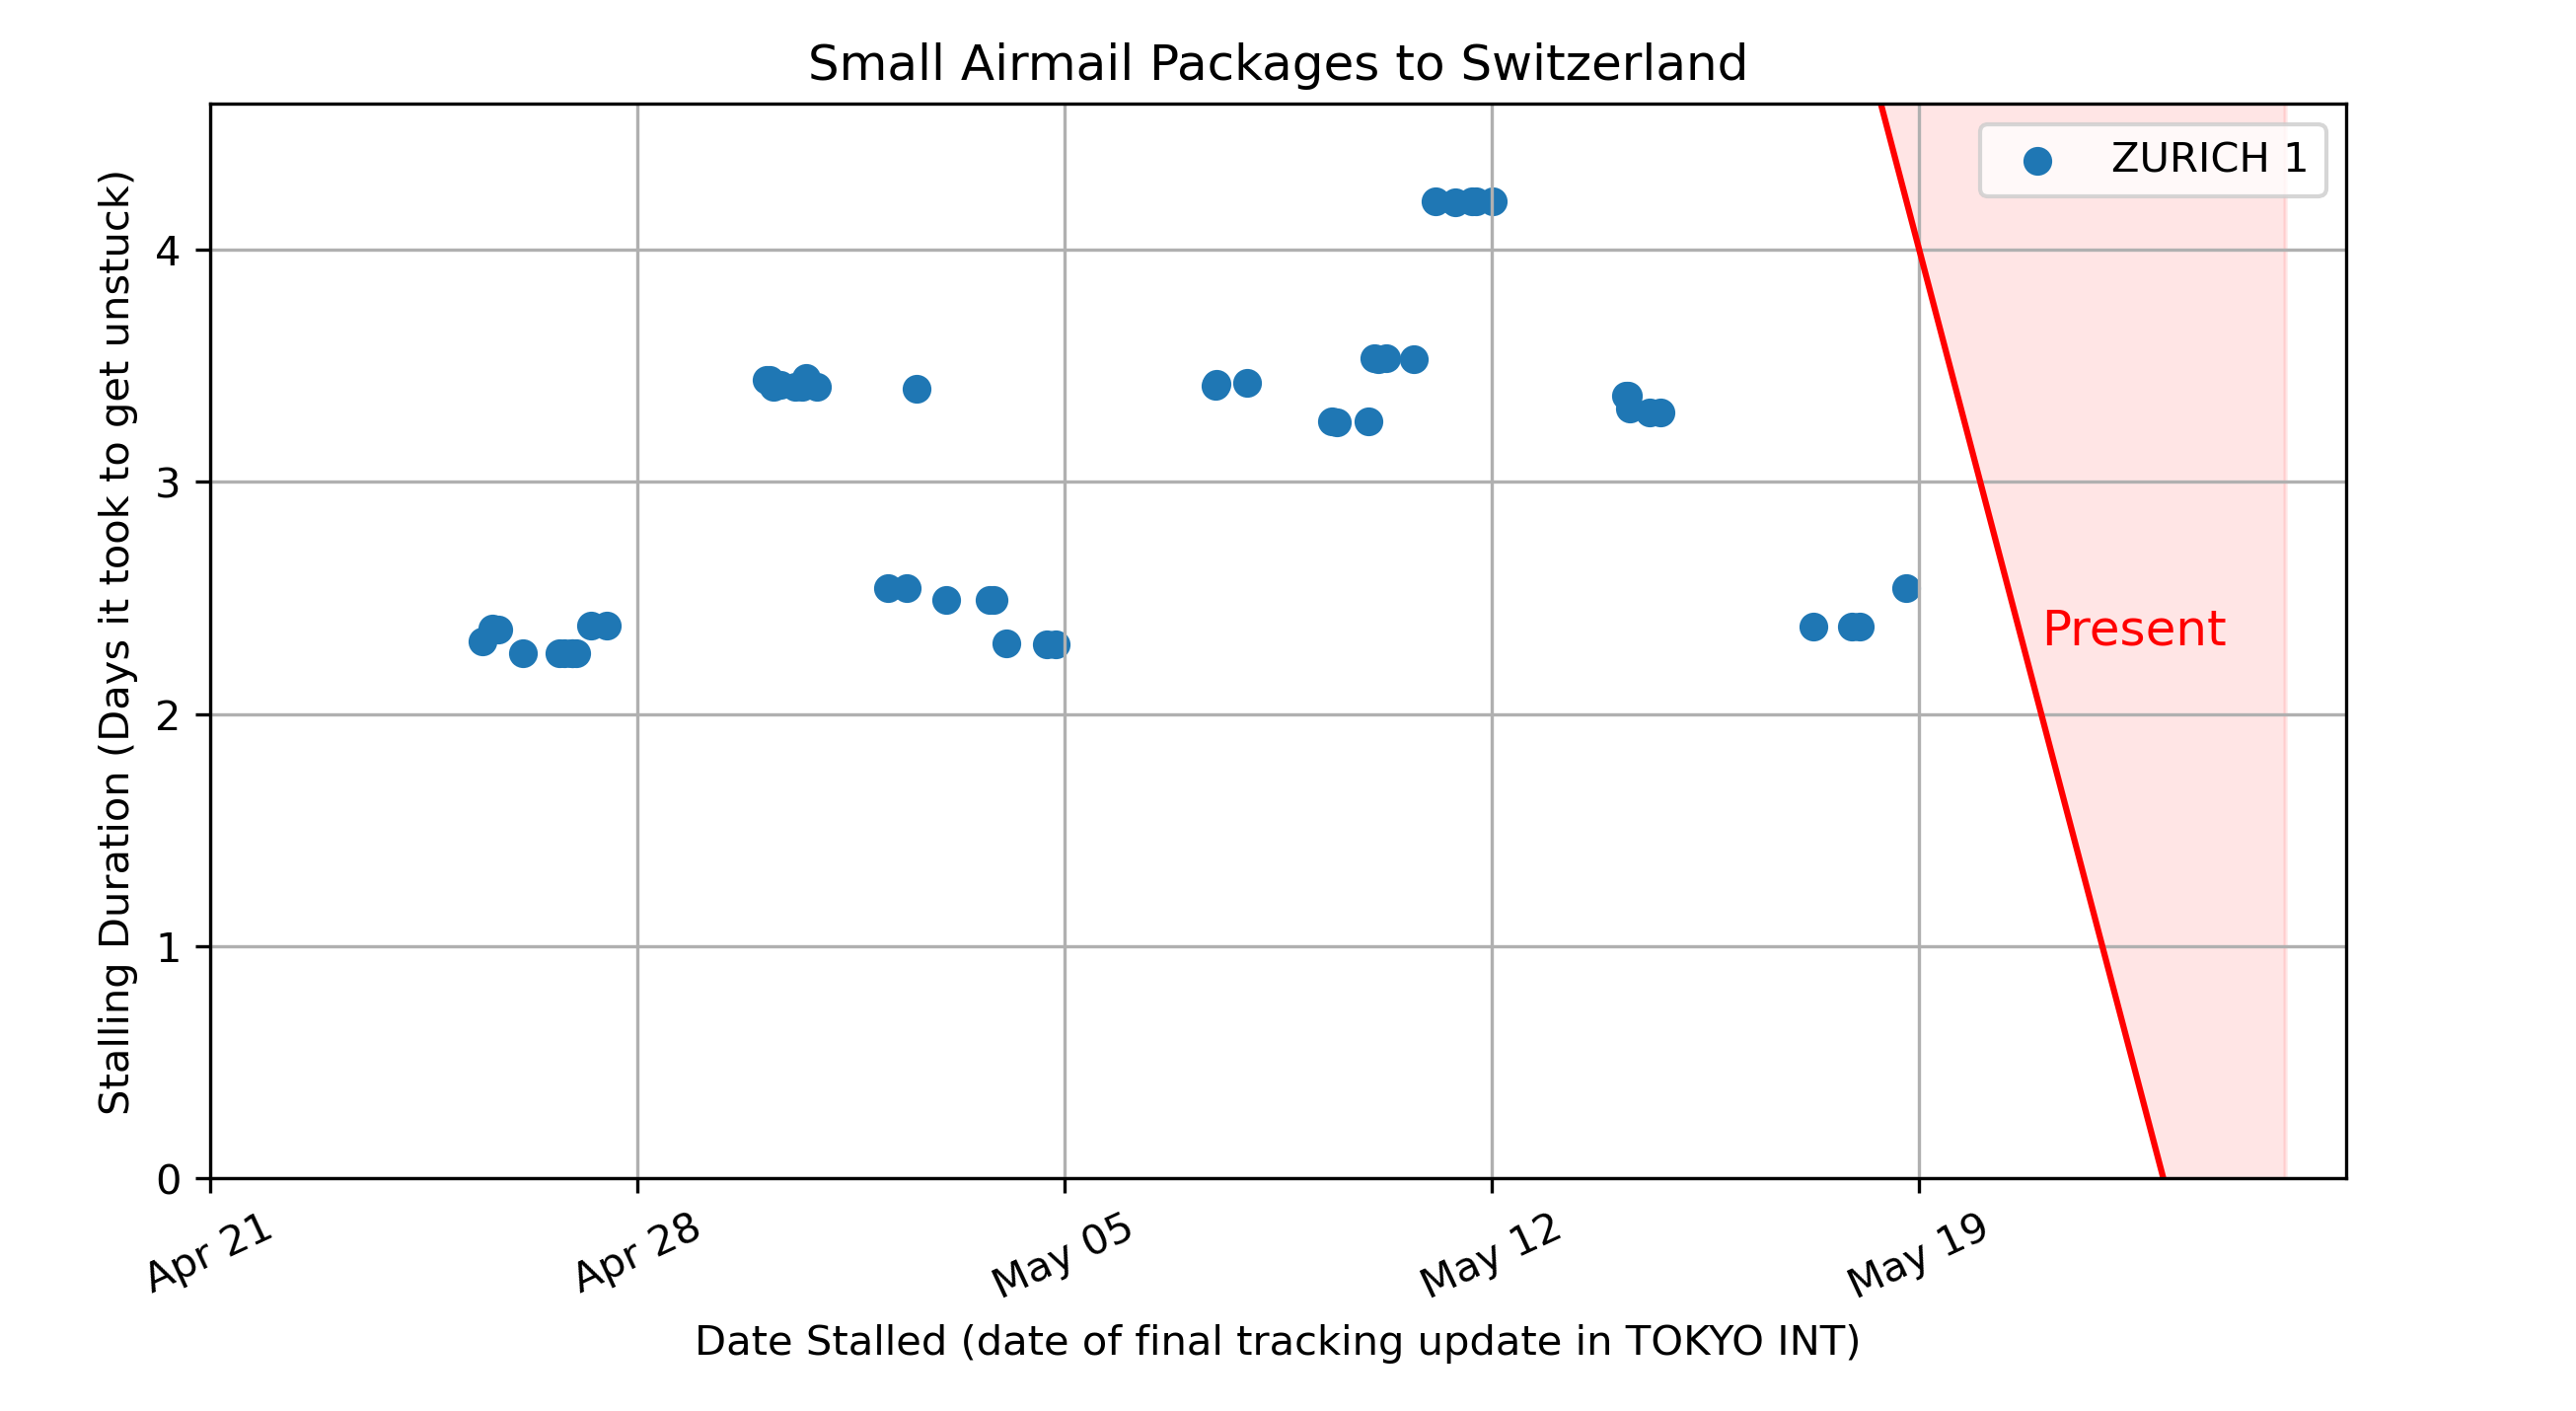 Small Airmail Packages to Switzerland
Stalling Duration (Days it took to get unstuck)
4
3
2
1
0
ZURICH 1
Present
Apr 21
Apr 28
May 05
May 12
May 19
Date Stalled (date of final tracking update in TOKYO INT)